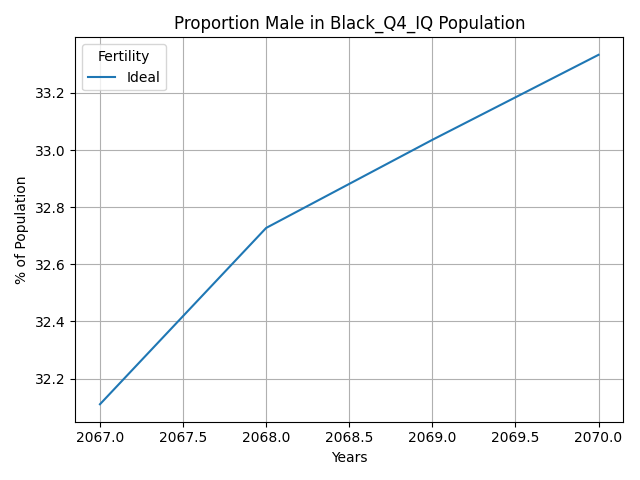 Proportion Male in Black_Q4_IQ Population
Fertility
Ideal
% of Population
33.2
33.0
32.8
32.6
32.4
32.2
2067.0 2067.5 2068.0 2068.5 2069.0 2069.5 2070.0
Years